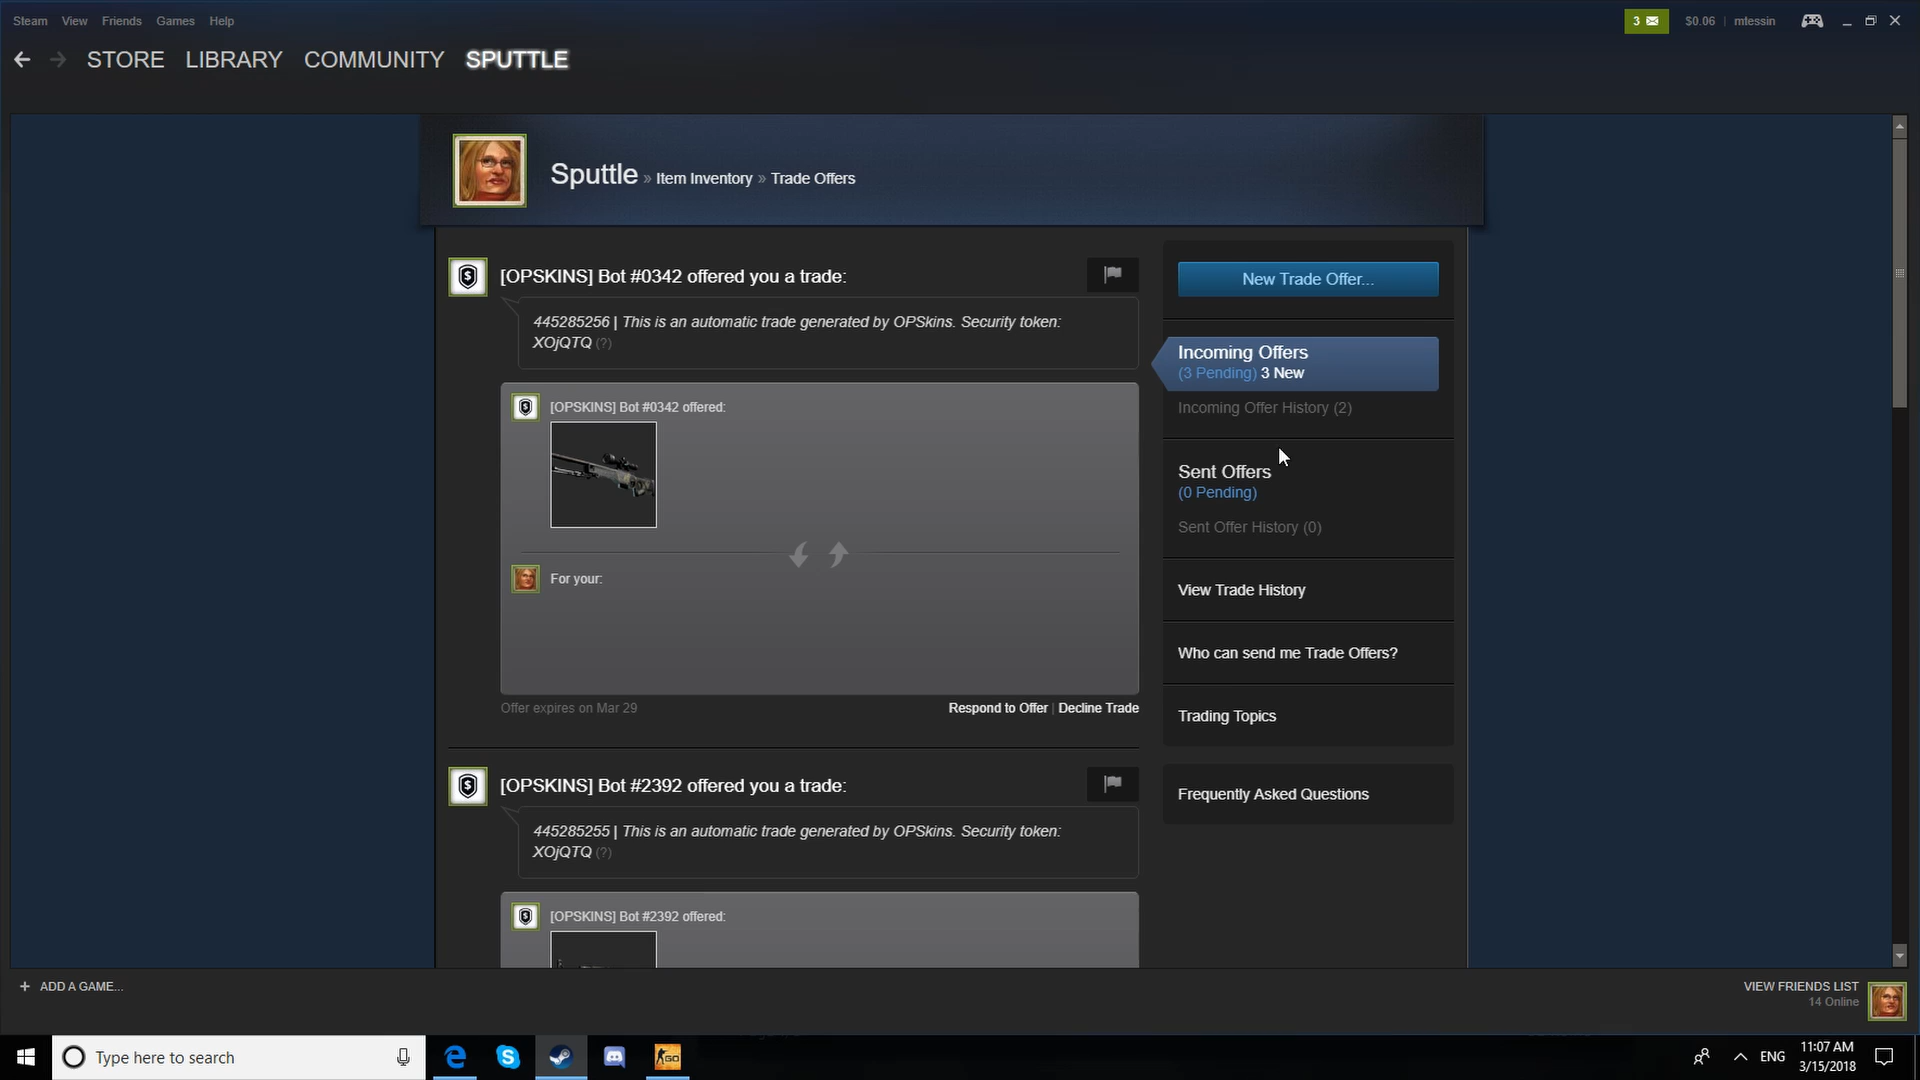 Steam View Friends Games Help
3 $0.06 | mtessin
STORE LIBRARY COMMUNITY SPUTTLE
Sputtle » Item Inventory » Trade Offers
[OPSKINS] Bot #0342 offered you a trade:
445285256 | This is an automatic trade generated by OPSkins. Security token:
XOjQTQ (?)
[OPSKINS] Bot #0342 offered:
For your:
Offer expires on Mar 29
Respond to Offer | Decline Trade
[OPSKINS] Bot #2392 offered you a trade:
445285255 | This is an automatic trade generated by OPSkins. Security token:
XOjQTQ (?)
[OPSKINS] Bot #2392 offered:
New Trade Offer...
Incoming Offers
(3 Pending) 3 New
Incoming Offer History (2)
Sent Offers
(0 Pending)
Sent Offer History (0)
View Trade History
Who can send me Trade Offers?
Trading Topics
Frequently Asked Questions
+ ADD A GAME...
VIEW FRIENDS LIST
14 Online
Type here to search
GO
ENG
11:07 AM
3/15/2018